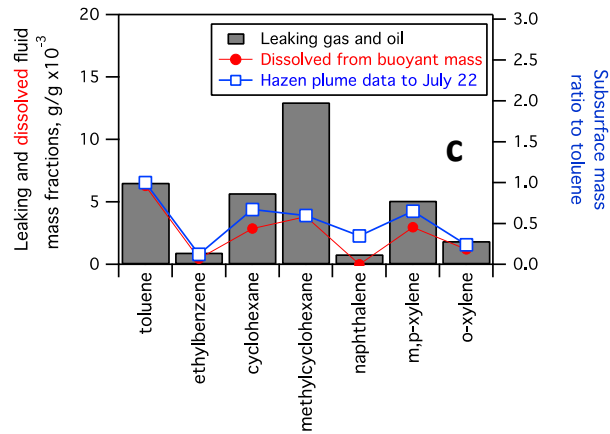 20
15
10
5
0
Leaking and dissolved fluid
mass fractions, g/g x10⁻³
Leaking gas and oil
Dissolved from buoyant mass
Hazen plume data to July 22
c
3.0
2.5
2.0
1.5
1.0
0.5
0.0
Subsurface mass
ratio to toluene
toluene
ethylbenzene
cyclohexane
methylcyclohexane
naphthalene
m,p-xylene
o-xylene